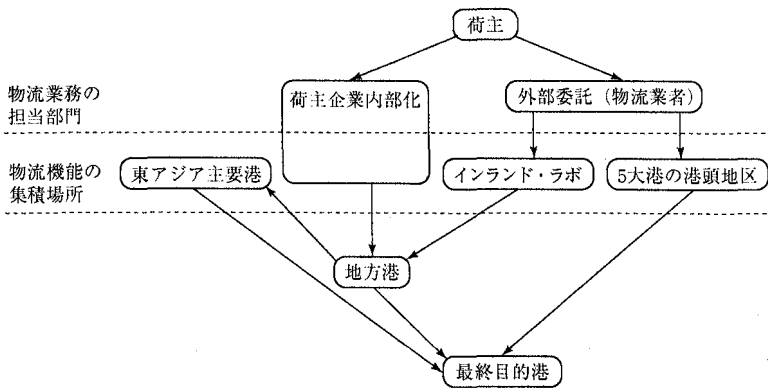 荷主
物流業務の
担当部門
荷主企業内部化
外部委託（物流業者）
物流機能の
集積場所
東アジア主要港
インランド・ラボ
5大港の港頭地区
地方港
最終目的港